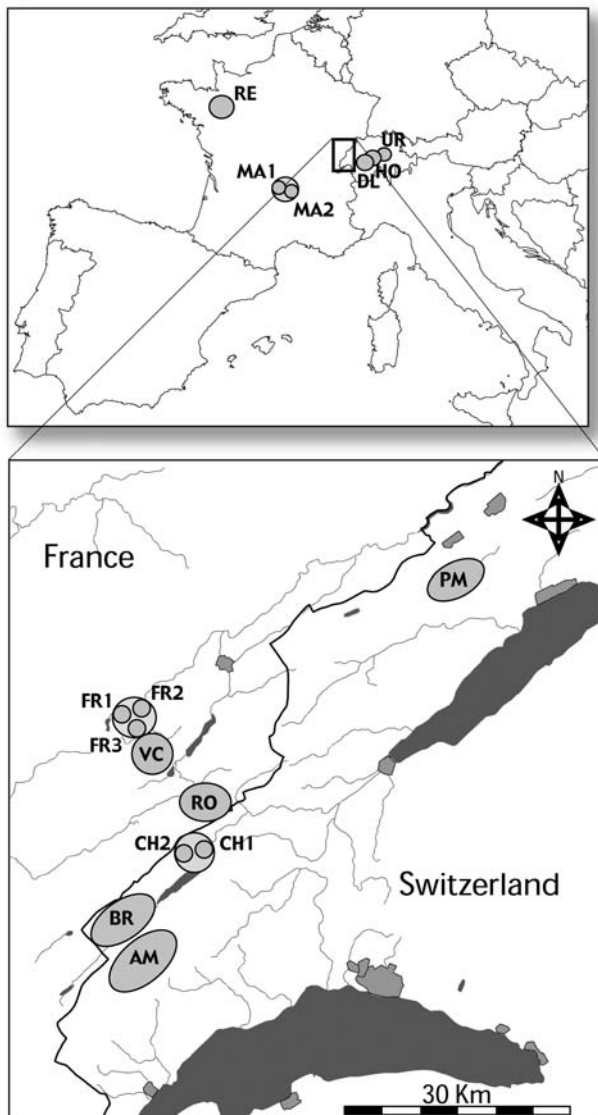 RE
UR
HO
DL
MA1
MA2
N
France
PM
FR2
FR1
FR3
VC
RO
CH2 CH1
Switzerland
BR
AM
30 Km